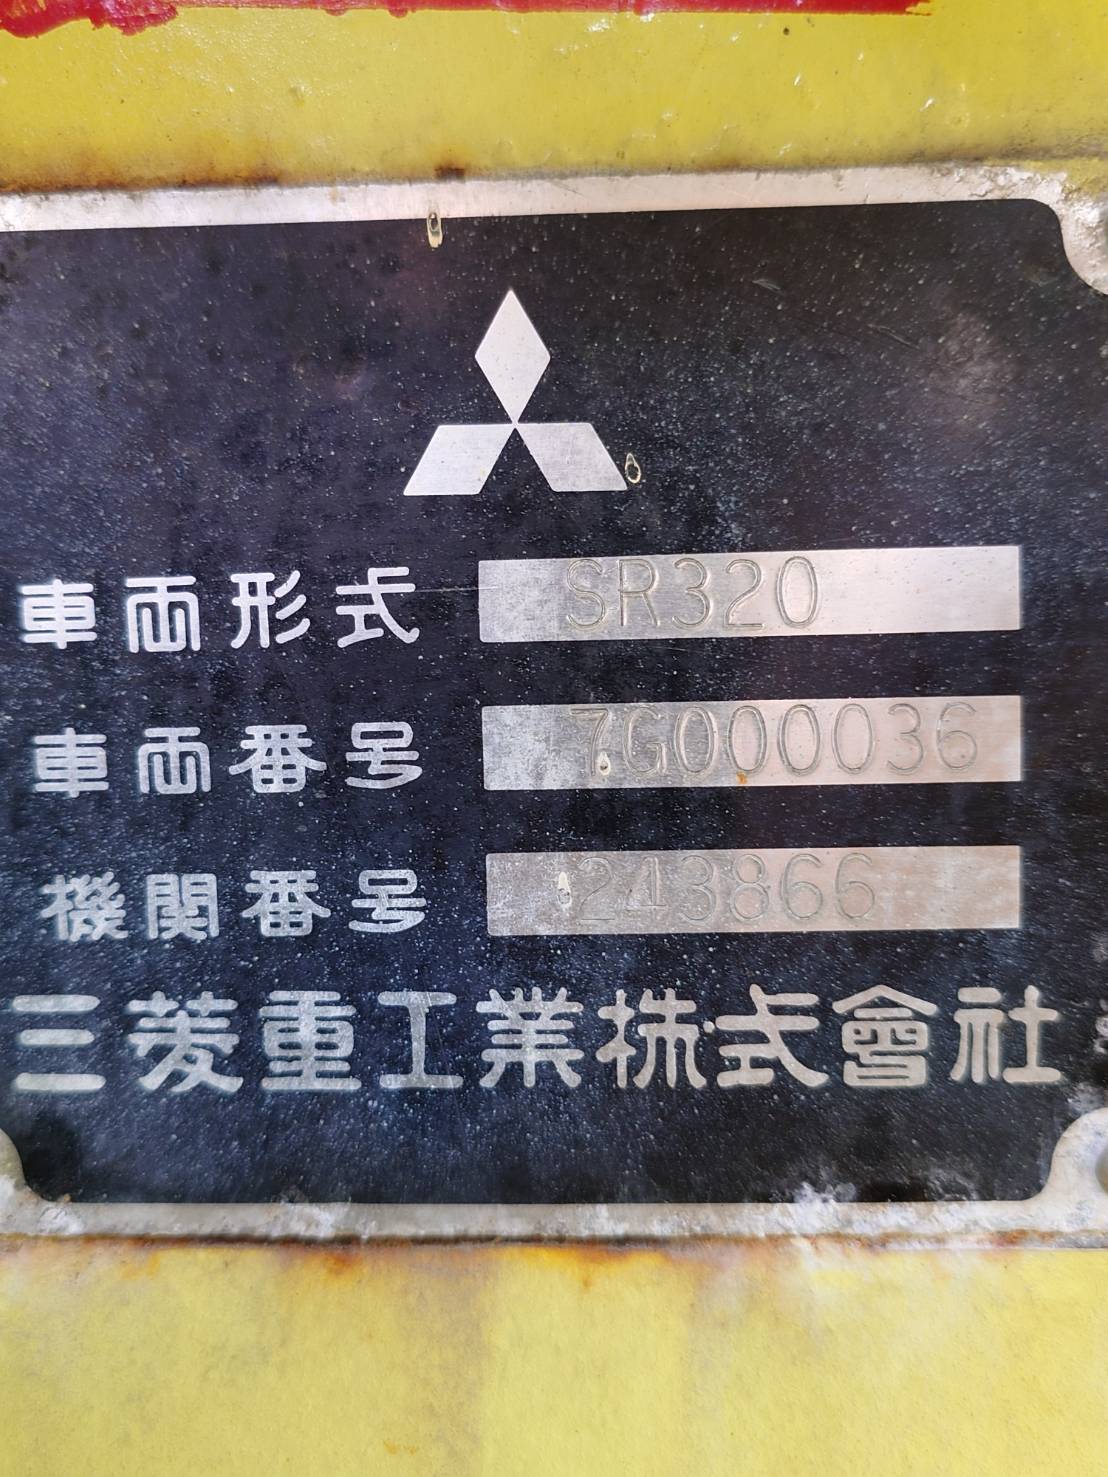 車両形式 SR320
車両番号 7G000036
機関番号 243866
三菱重工業株式會社